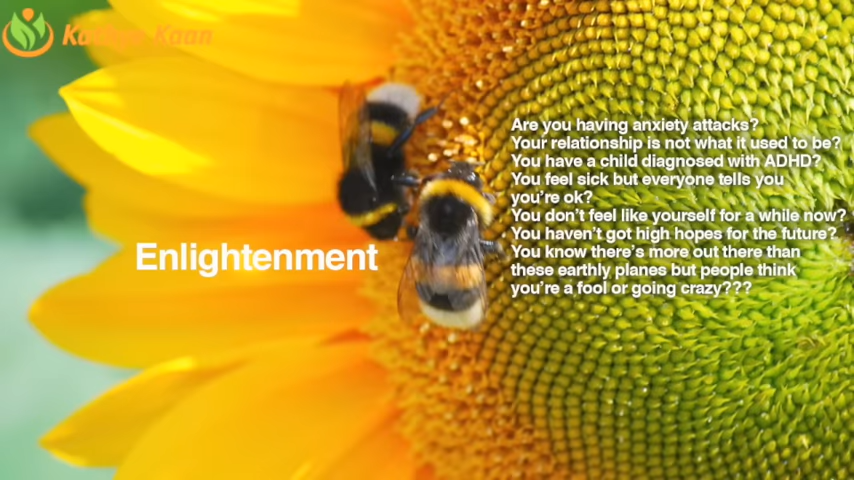 Kathye Kaan
Enlightenment
Are you having anxiety attacks?
Your relationship is not what it used to be?
You have a child diagnosed with ADHD?
You feel sick but everyone tells you
you're ok?
You don't feel like yourself for a while now?
You haven't got high hopes for the future?
You know there's more out there than
these earthly planes but people think
you're a fool or going crazy???